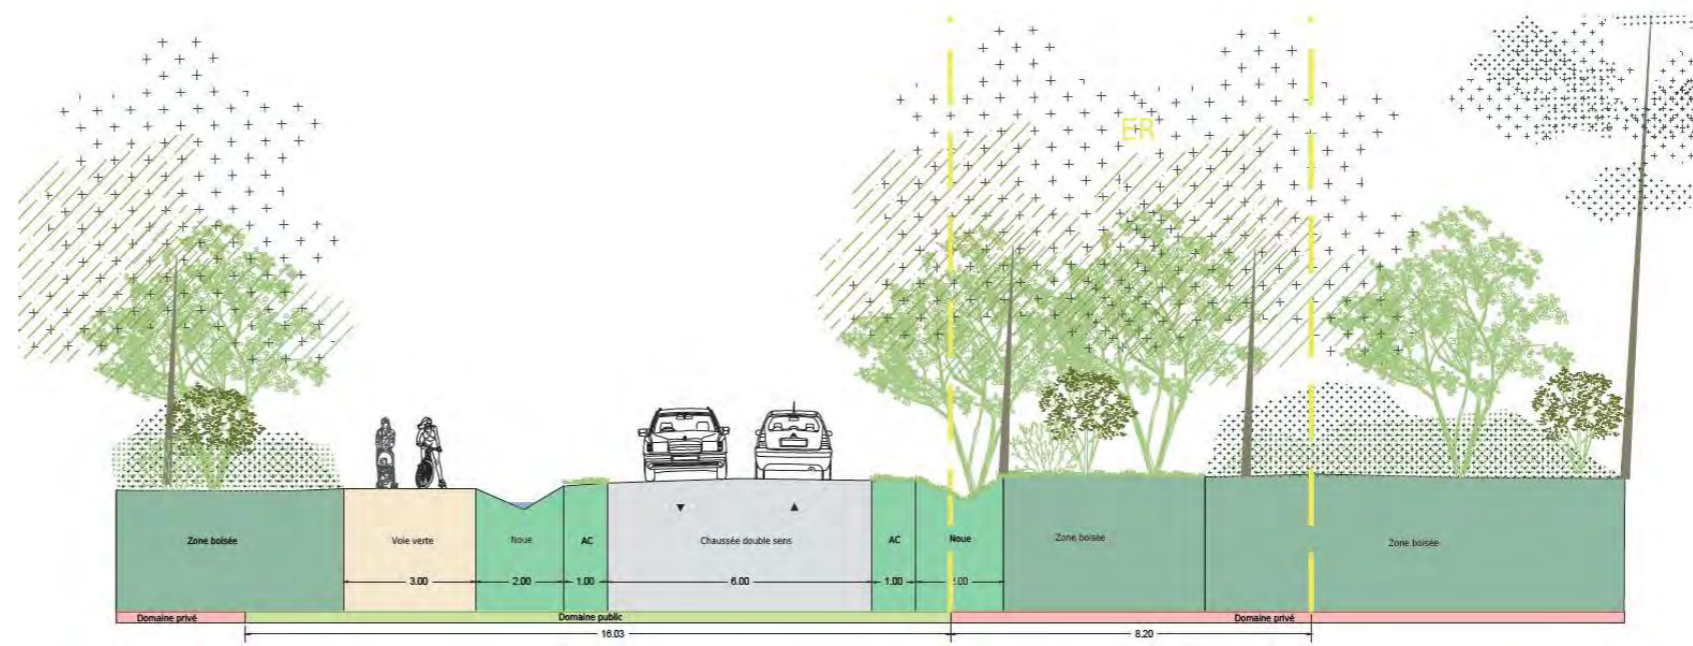 ER
Zone boisée
Voie verte
Noue
AC
Chaussée double sens
AC
Noue
Zone boisée
Zone boisée
3.00
2.00
1.00
6.00
1.00
Domaine privé
Domaine public
Domaine privé
16.03
8.20